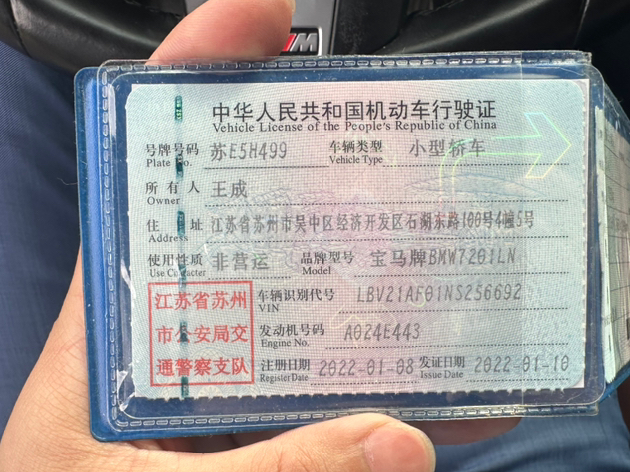 M
中华人民共和国机动车行驶证
Vehicle License of the People's Republic of China
号牌号码 苏E5H499 车辆类型 小型轿车
Plate No. Vehicle Type
所有人 王成
Owner
住址 江苏省苏州市吴中区经济开发区石湖东路100号4幢5号
Address
使用性质 非营运 品牌型号 宝马牌BMW7201LN
Use Character Model
江苏省苏州 车辆识别代号 LBV21AF01NS256692
VIN
市公安局交 发动机号码 A024E443
Engine No.
通警察支队 注册日期 2022-01-08 发证日期 2022-01-10
Register Date Issue Date